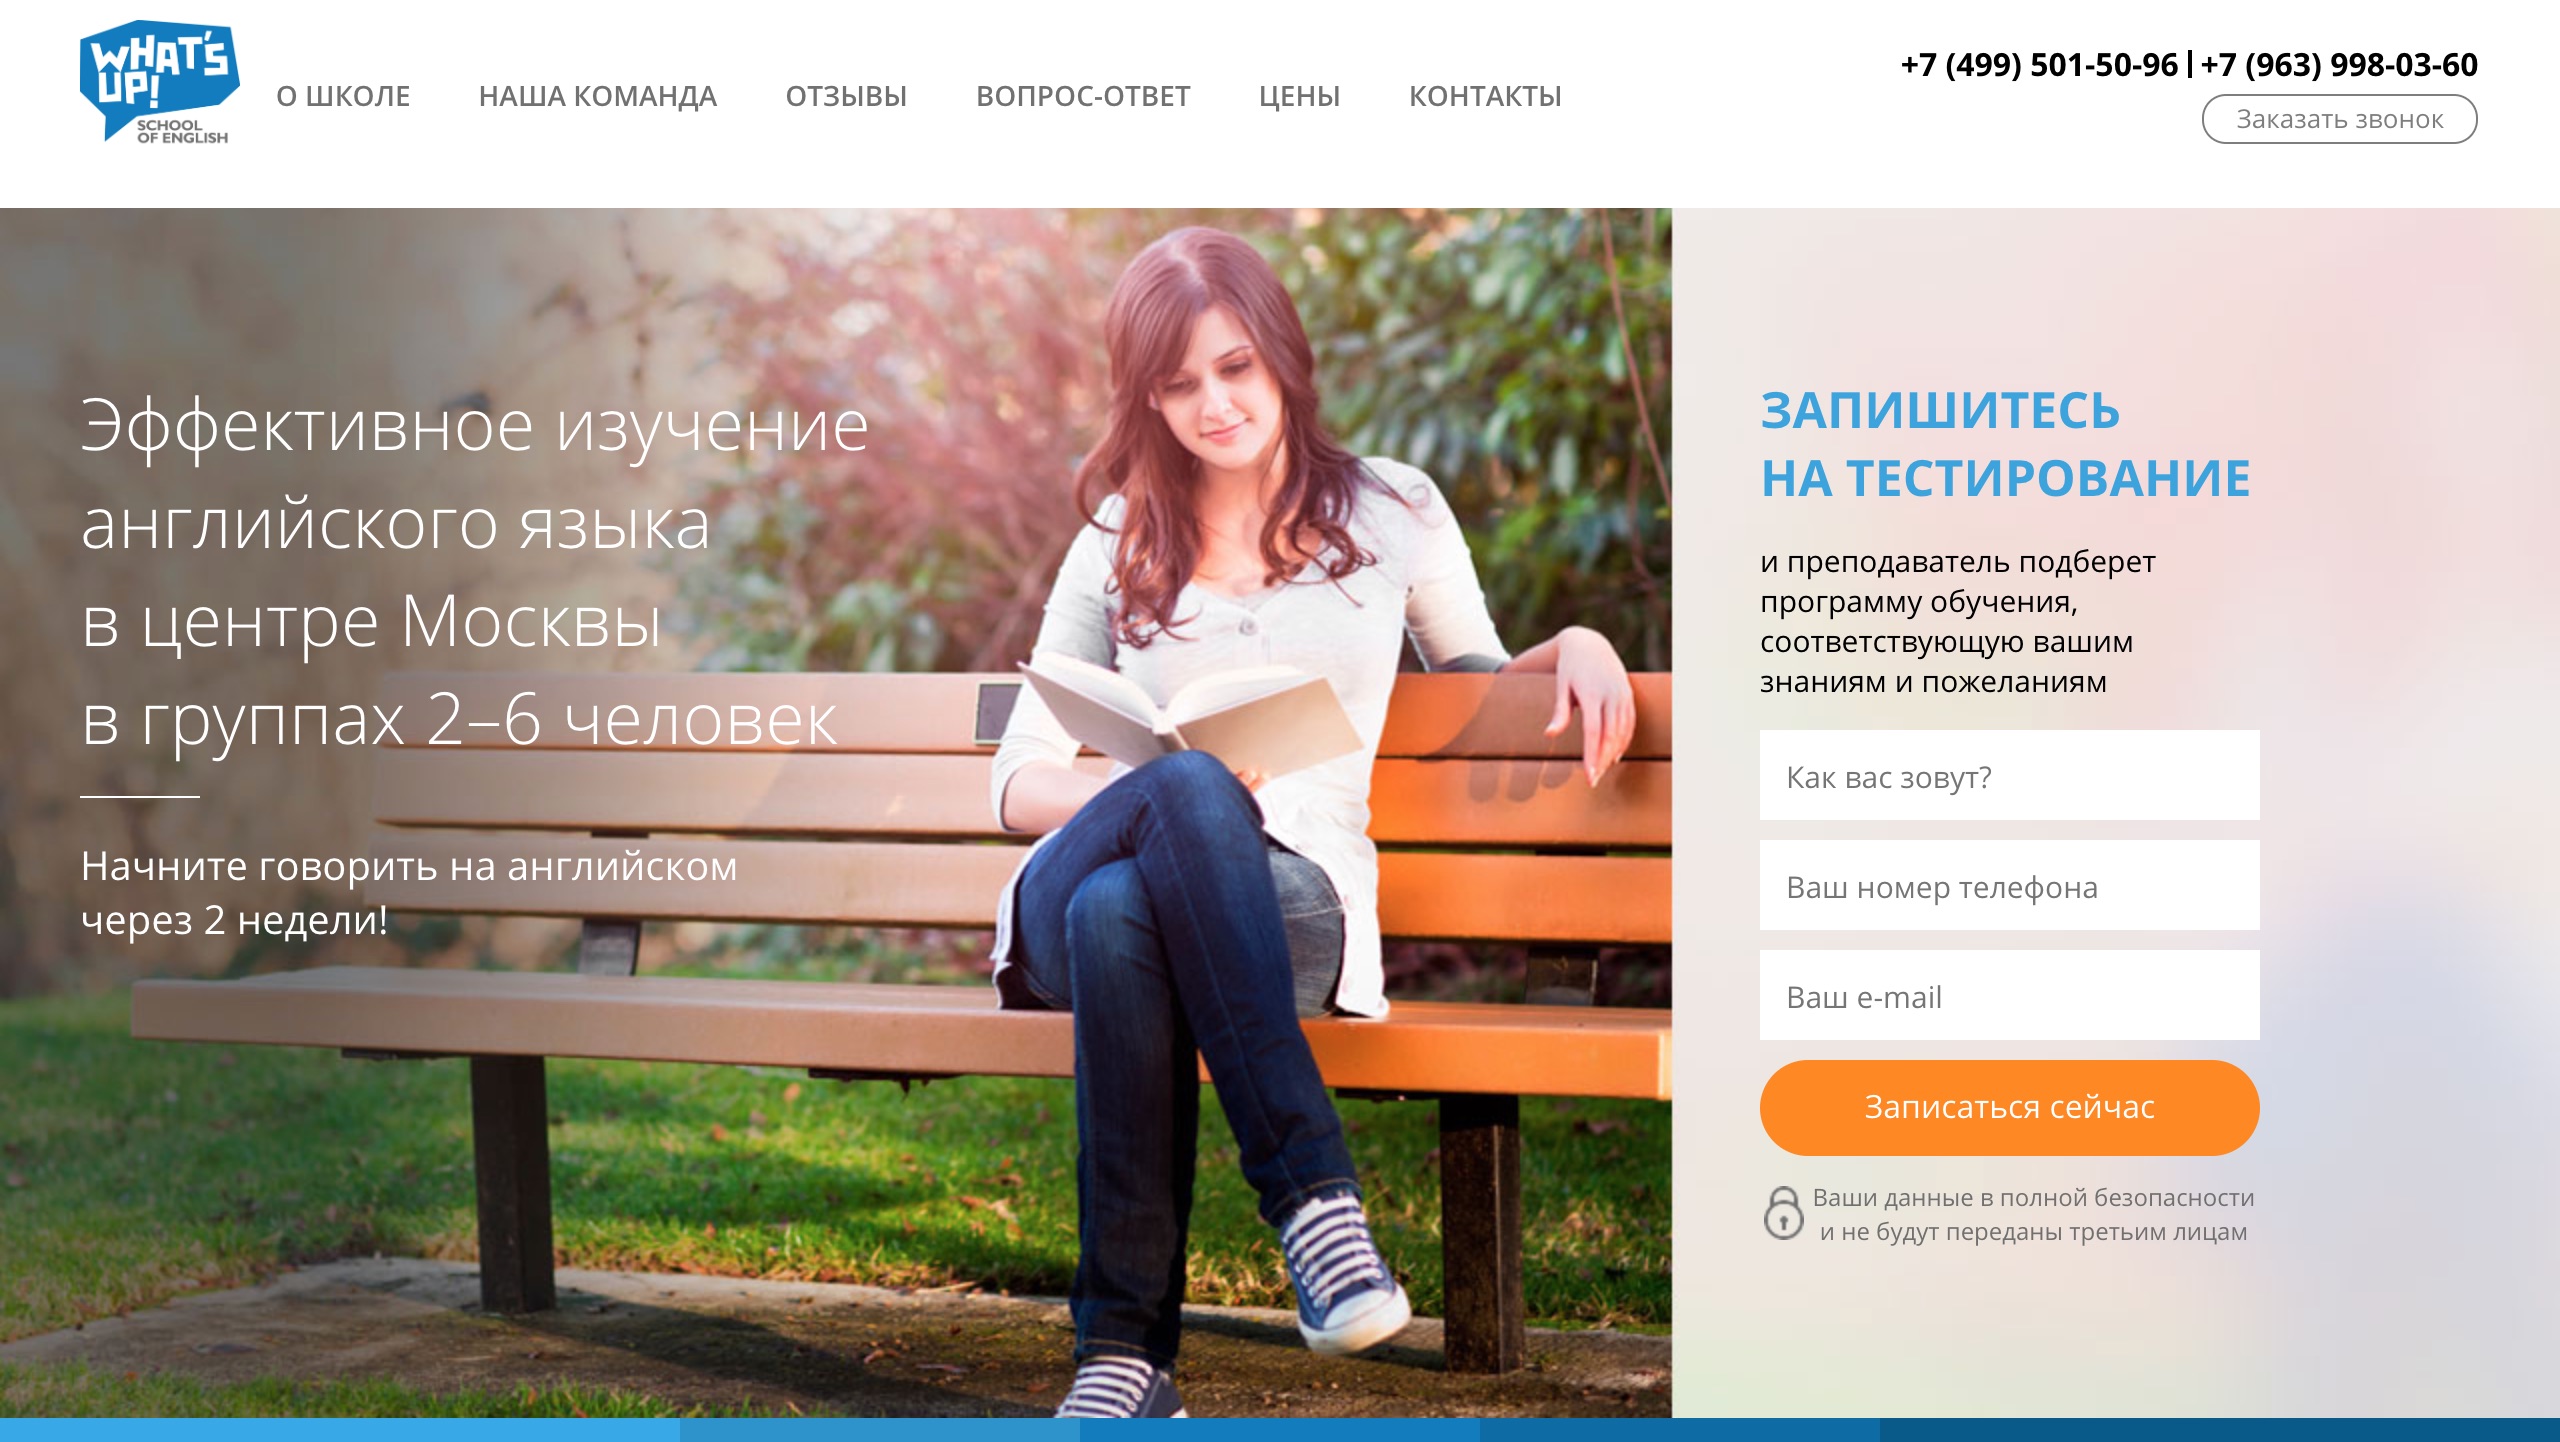 WHAT'S
UP!
SCHOOL
OF ENGLISH
О ШКОЛЕ
НАША КОМАНДА
ОТЗЫВЫ
ВОПРОС-ОТВЕТ
ЦЕНЫ
КОНТАКТЫ
+7 (499) 501-50-96 | +7 (963) 998-03-60
Заказать звонок
Эффективное изучение
английского языка
в центре Москвы
в группах 2–6 человек
Начните говорить на английском
через 2 недели!
ЗАПИШИТЕСЬ
НА ТЕСТИРОВАНИЕ
и преподаватель подберет
программу обучения,
соответствующую вашим
знаниям и пожеланиям
Как вас зовут?
Ваш номер телефона
Ваш e-mail
Записаться сейчас
Ваши данные в полной безопасности
и не будут переданы третьим лицам